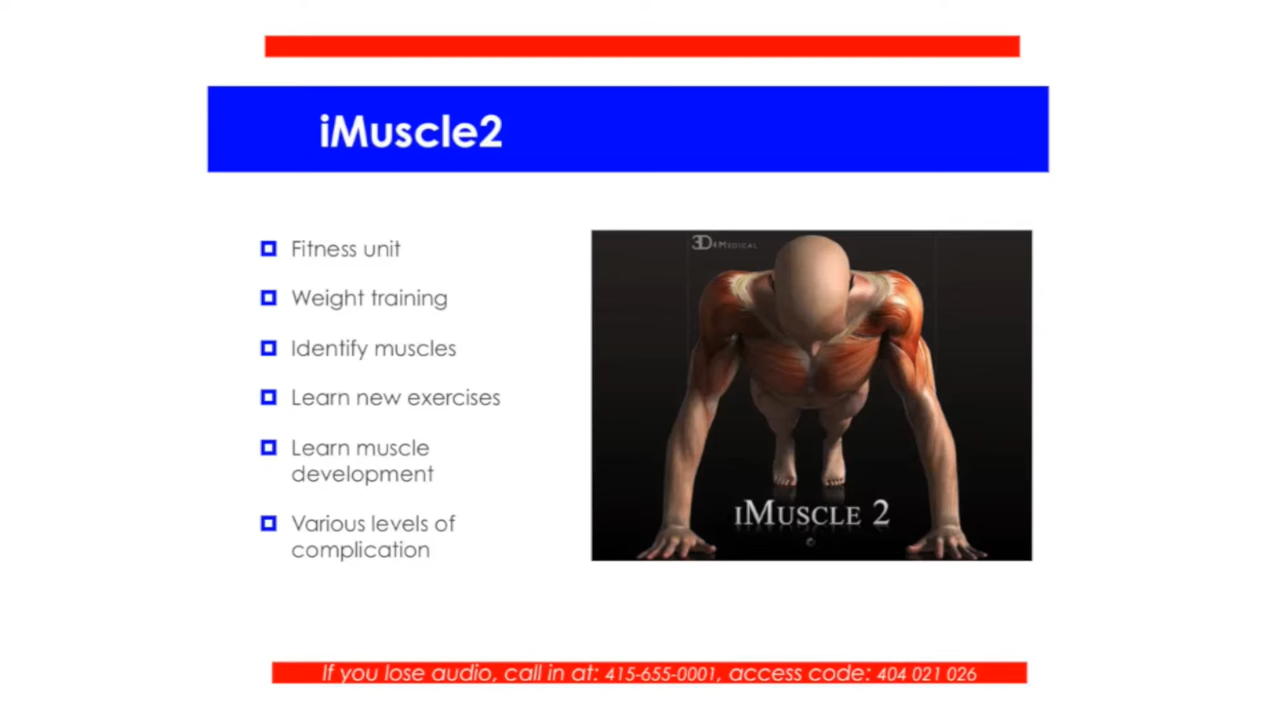 iMuscle2
Fitness unit
Weight training
Identify muscles
Learn new exercises
Learn muscle
development
Various levels of
complication
3D4MEDICAL
iMUSCLE 2
If you lose audio, call in at: 415-655-0001, access code: 404 021 026